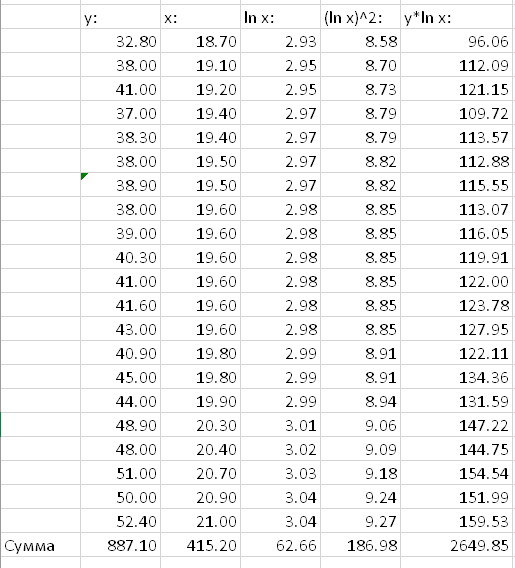 y: x: ln x: (ln x)^2: y*ln x:
32.80 18.70 2.93 8.58 96.06
38.00 19.10 2.95 8.70 112.09
41.00 19.20 2.95 8.73 121.15
37.00 19.40 2.97 8.79 109.72
38.30 19.40 2.97 8.79 113.57
38.00 19.50 2.97 8.82 112.88
38.90 19.50 2.97 8.82 115.55
38.00 19.60 2.98 8.85 113.07
39.00 19.60 2.98 8.85 116.05
40.30 19.60 2.98 8.85 119.91
41.00 19.60 2.98 8.85 122.00
41.60 19.60 2.98 8.85 123.78
43.00 19.60 2.98 8.85 127.95
40.90 19.80 2.99 8.91 122.11
45.00 19.80 2.99 8.91 134.36
44.00 19.90 2.99 8.94 131.59
48.90 20.30 3.01 9.06 147.22
48.00 20.40 3.02 9.09 144.75
51.00 20.70 3.03 9.18 154.54
50.00 20.90 3.04 9.24 151.99
52.40 21.00 3.04 9.27 159.53
Сумма 887.10 415.20 62.66 186.98 2649.85